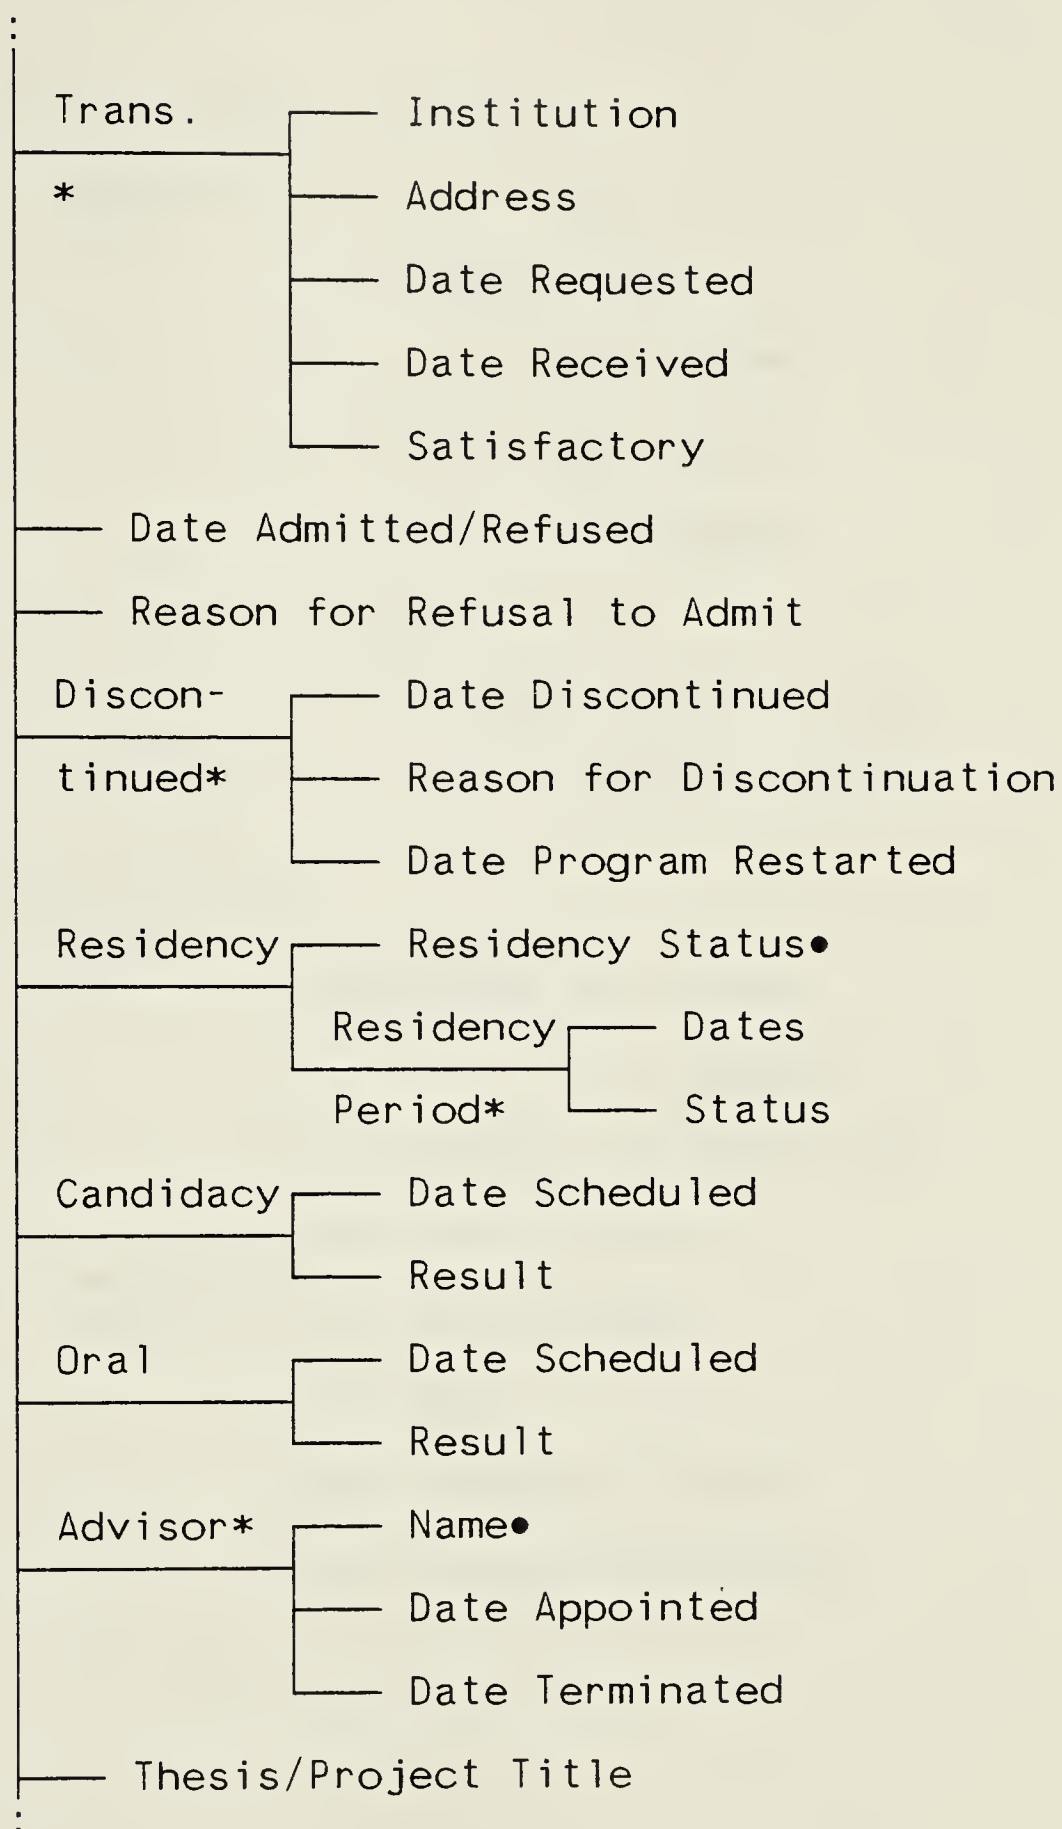 Trans.
Institution
*
Address
Date Requested
Date Received
Satisfactory
Date Admitted/Refused
Reason for Refusal to Admit
Discon-
Date Discontinued
tinued*
Reason for Discontinuation
Date Program Restarted
Residency
Residency Status•
Residency
Dates
Period*
Status
Candidacy
Date Scheduled
Result
Oral
Date Scheduled
Result
Advisor*
Name•
Date Appointed
Date Terminated
Thesis/Project Title